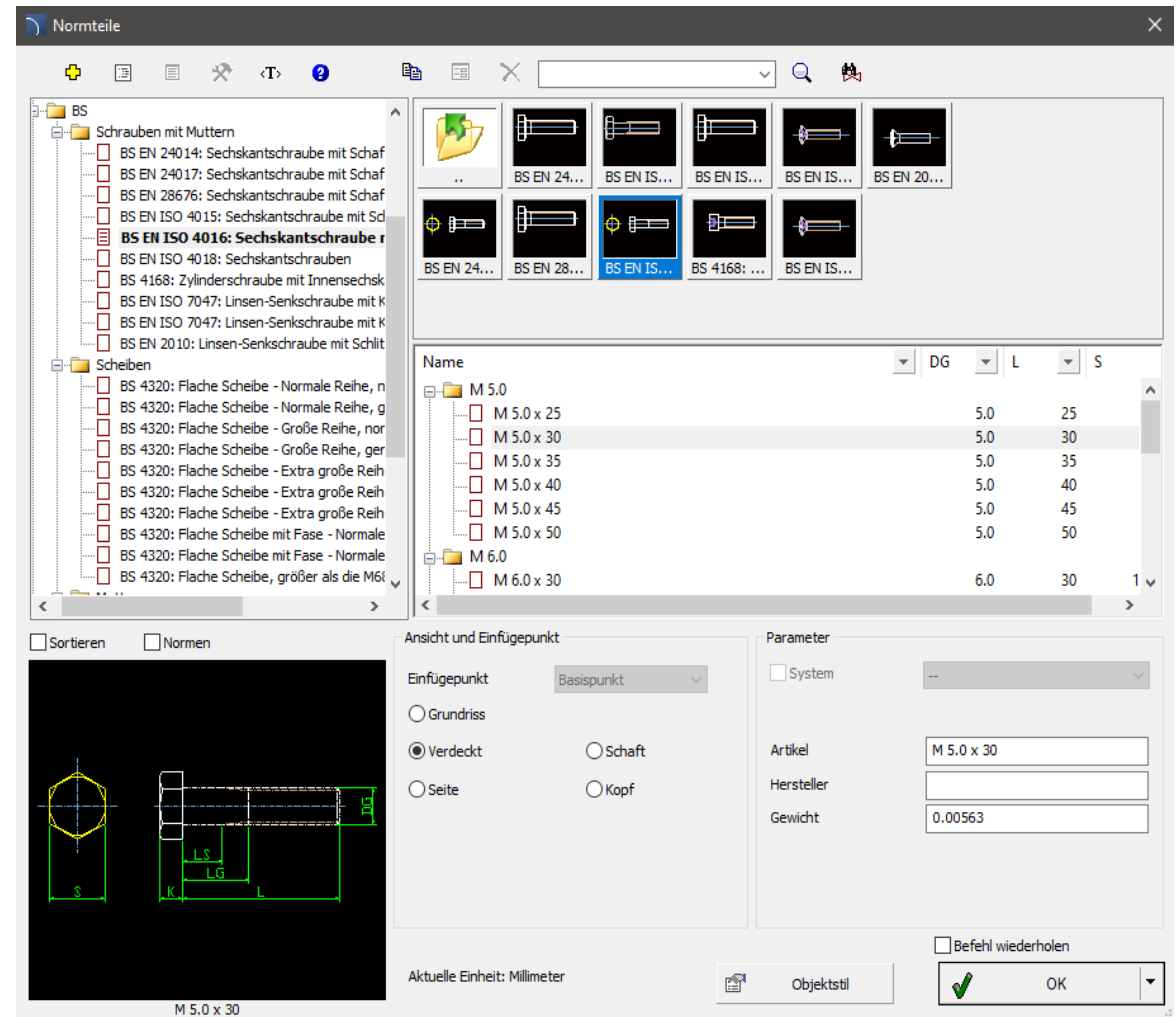 Normteile
‹T›
BS
Schrauben mit Muttern
BS EN 24014: Sechskantschraube mit Schaf
BS EN 24017: Sechskantschraube mit Schaf
BS EN 28676: Sechskantschraube mit Schaf
BS EN ISO 4015: Sechskantschraube mit Sc
BS EN ISO 4016: Sechskantschraube
BS EN ISO 4018: Sechskantschrauben
BS 4168: Zylinderschraube mit Innensechsk
BS EN ISO 7047: Linsen-Senkschraube mit K
BS EN ISO 7047: Linsen-Senkschraube mit K
BS EN 2010: Linsen-Senkschraube mit Schlit
Scheiben
BS 4320: Flache Scheibe - Normale Reihe, n
BS 4320: Flache Scheibe - Normale Reihe, g
BS 4320: Flache Scheibe - Große Reihe, nor
BS 4320: Flache Scheibe - Große Reihe, ger
BS 4320: Flache Scheibe - Extra große Reih
BS 4320: Flache Scheibe - Extra große Reih
BS 4320: Flache Scheibe - Extra große Reih
BS 4320: Flache Scheibe mit Fase - Normale
BS 4320: Flache Scheibe mit Fase - Normale
BS 4320: Flache Scheibe, größer als die M68
..
BS EN 24...
BS EN IS...
BS EN IS...
BS EN IS...
BS EN 20...
BS EN 24...
BS EN 28...
BS EN IS...
BS 4168: ...
BS EN IS...
Name DG L S
M 5.0
M 5.0 x 25 5.0 25
M 5.0 x 30 5.0 30
M 5.0 x 35 5.0 35
M 5.0 x 40 5.0 40
M 5.0 x 45 5.0 45
M 5.0 x 50 5.0 50
M 6.0
M 6.0 x 30 6.0 30 1
Sortieren Normen
DG
LS
LG
S K L
M 5.0 x 30
Ansicht und Einfügepunkt
Einfügepunkt Basispunkt
Grundriss
Verdeckt Schaft
Seite Kopf
Parameter
System --
Artikel M 5.0 x 30
Hersteller
Gewicht 0.00563
Befehl wiederholen
Aktuelle Einheit: Millimeter
Objektstil
OK